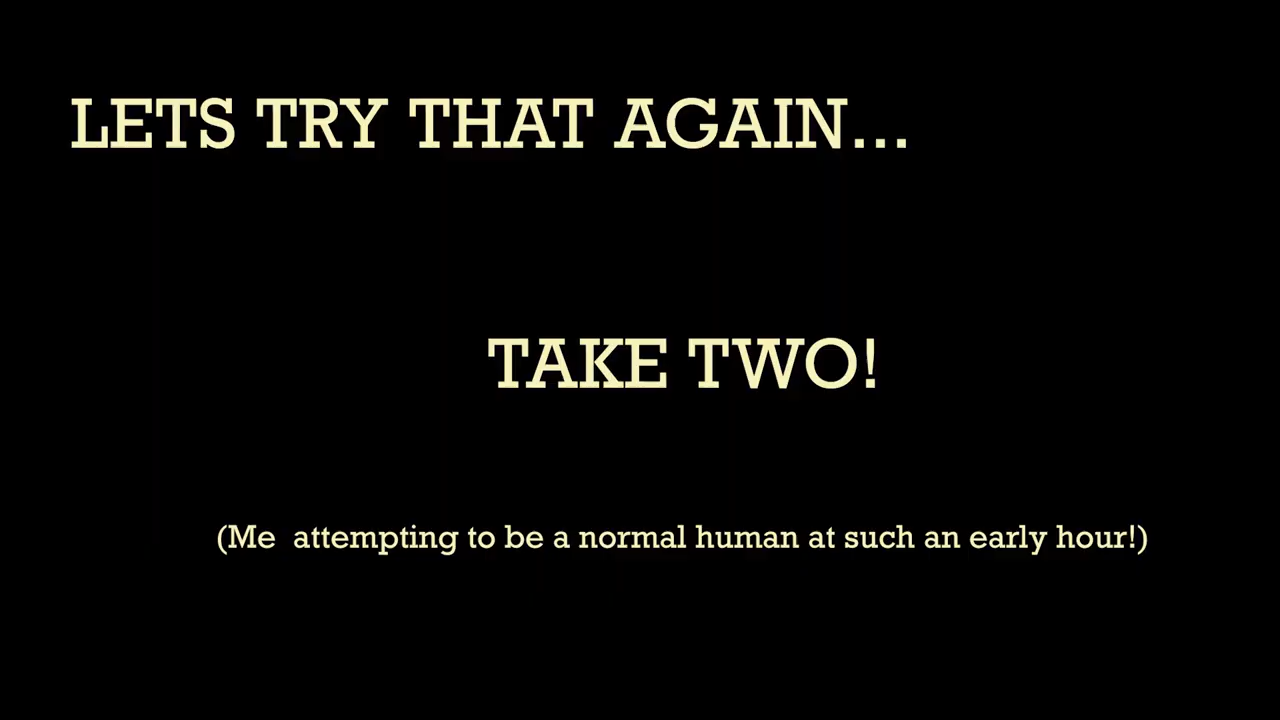 LETS TRY THAT AGAIN...
TAKE TWO!
(Me  attempting to be a normal human at such an early hour!)